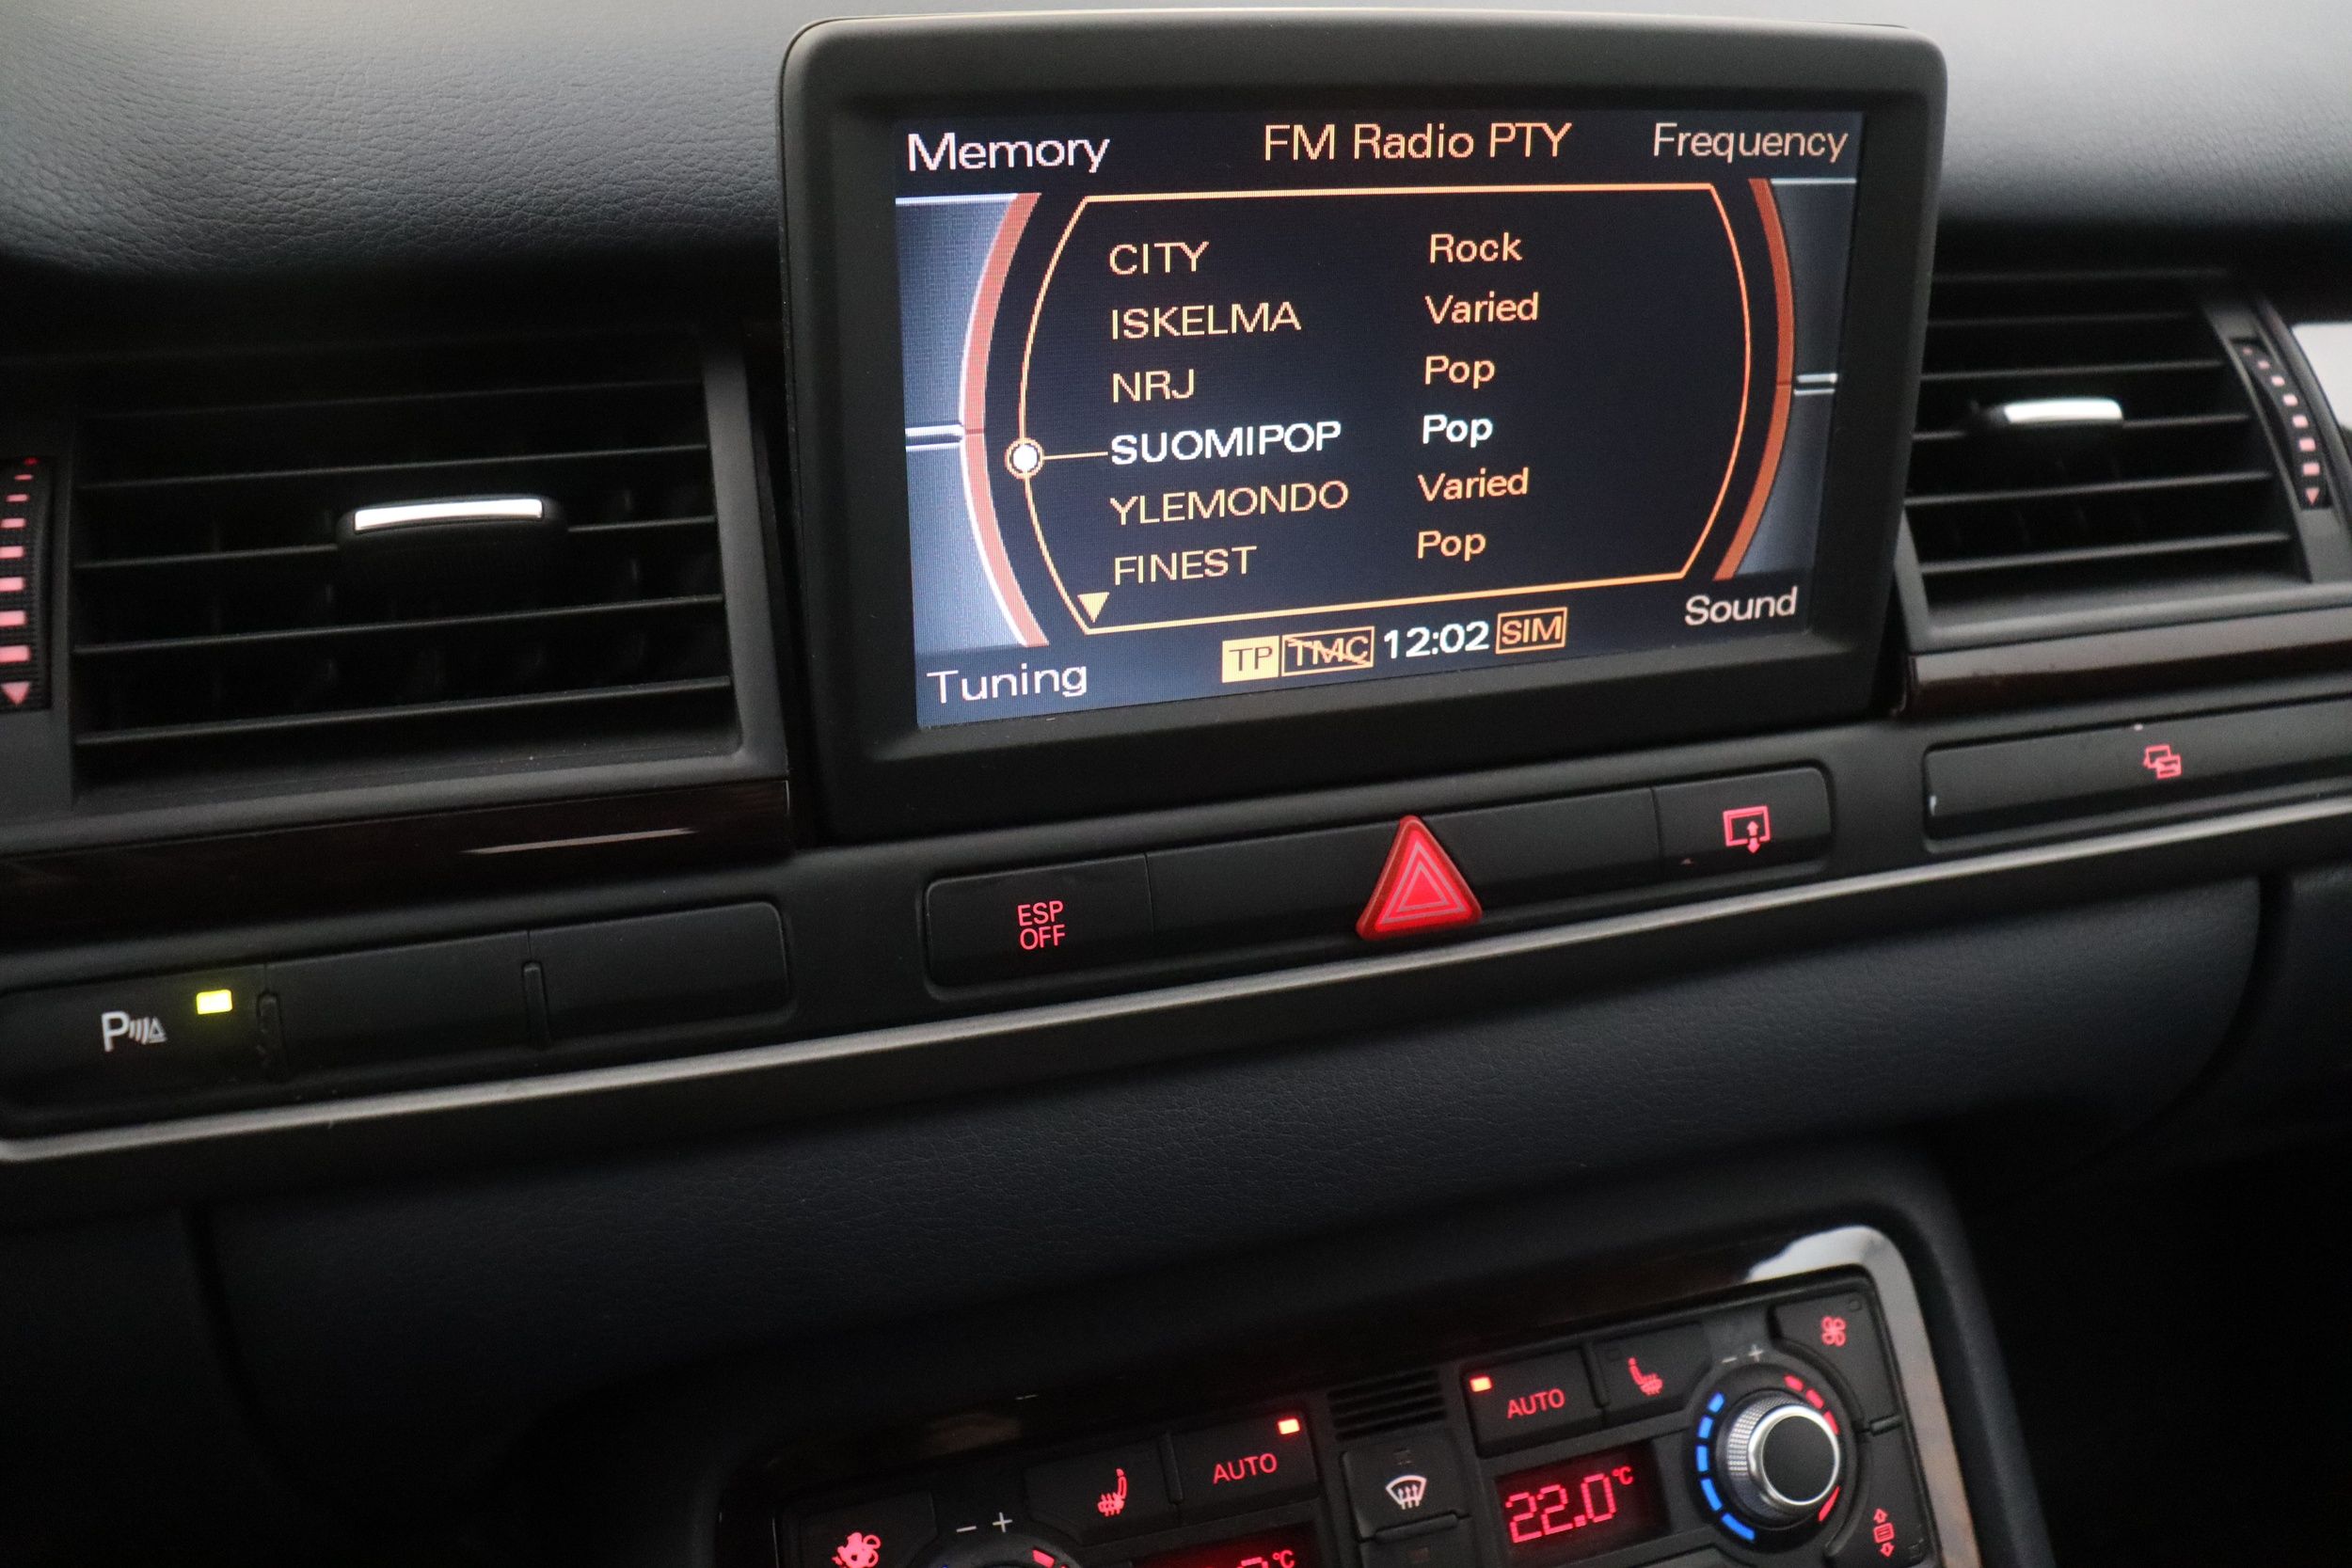 Memory FM Radio PTY Frequency
CITY Rock
ISKELMA Varied
NRJ Pop
SUOMIPOP Pop
YLEMONDO Varied
FINEST Pop
Tuning TP TMC 12:02 SIM Sound
ESP
OFF
P
AUTO
AUTO
- +
- +
22.0°C
°C